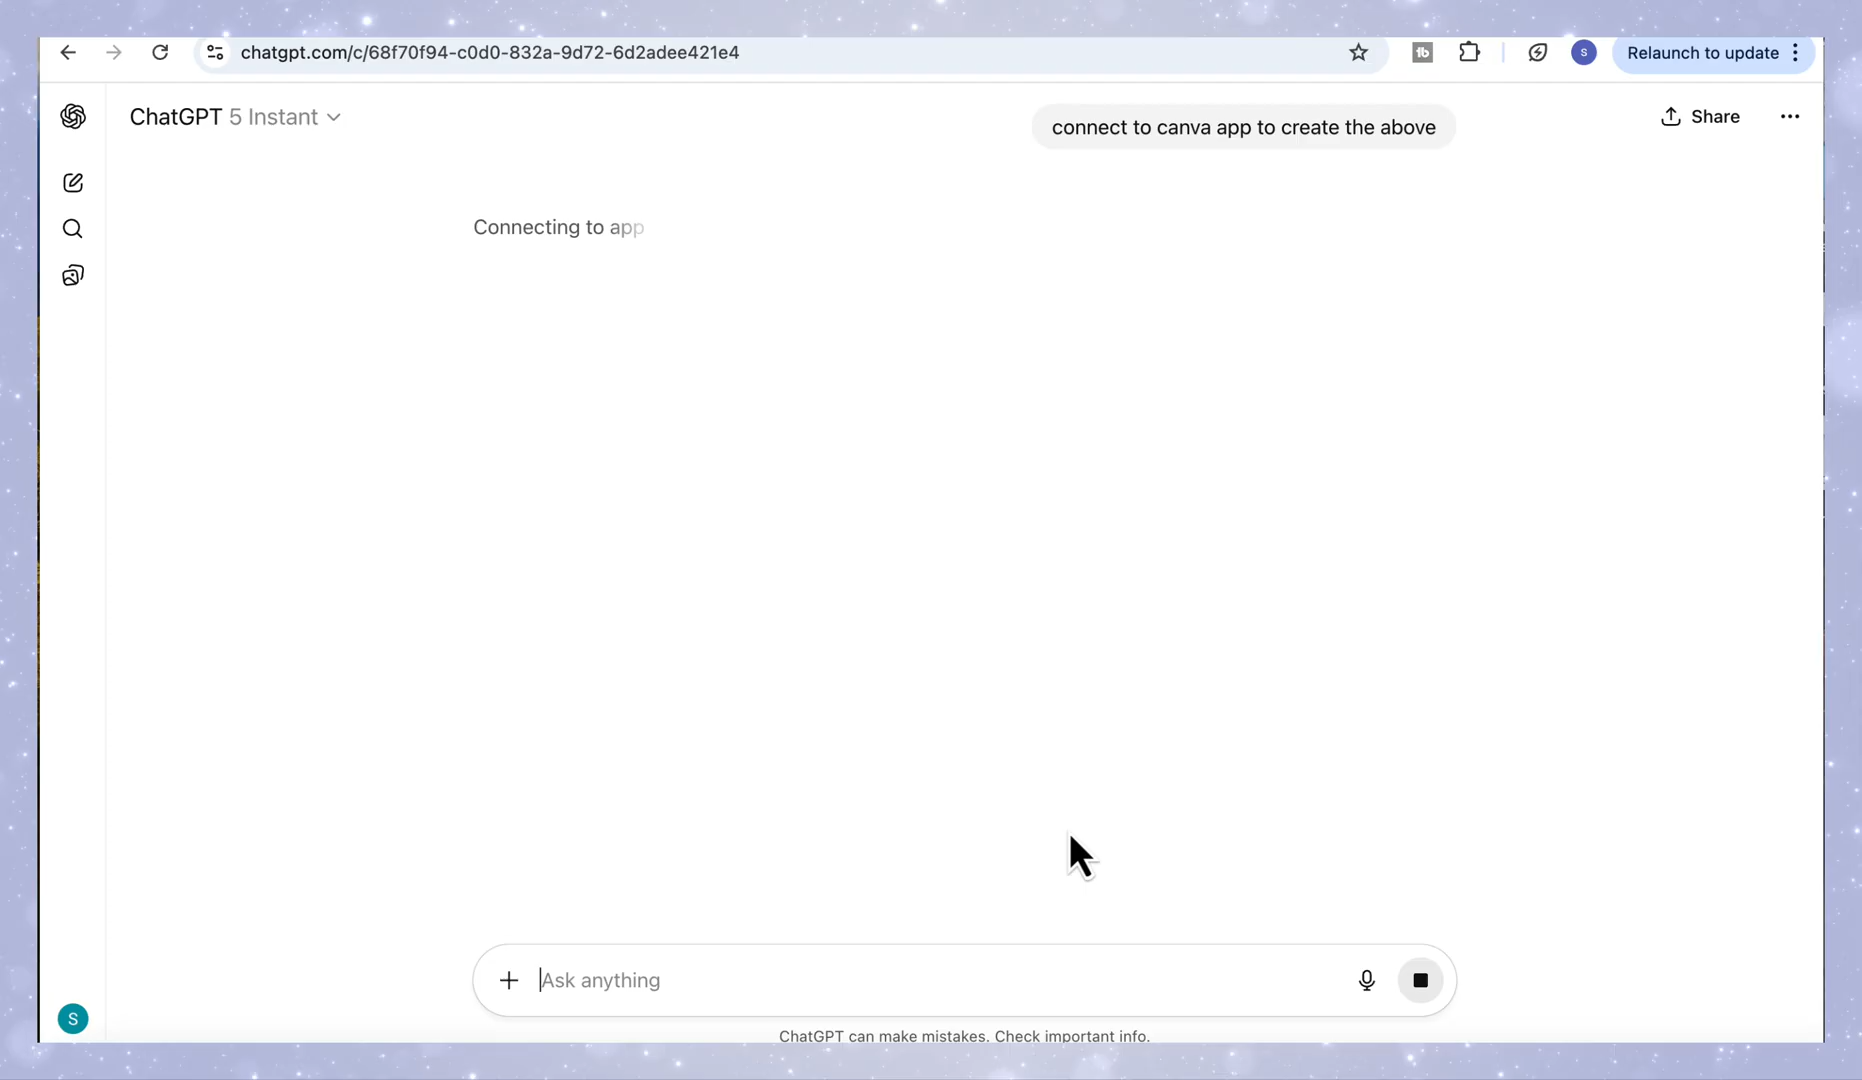 chatgpt.com/c/68f70f94-c0d0-832a-9d72-6d2adee421e4
tb
s
Relaunch to update
ChatGPT 5 Instant
connect to canva app to create the above
Share
Connecting to app
Ask anything
S
ChatGPT can make mistakes. Check important info.